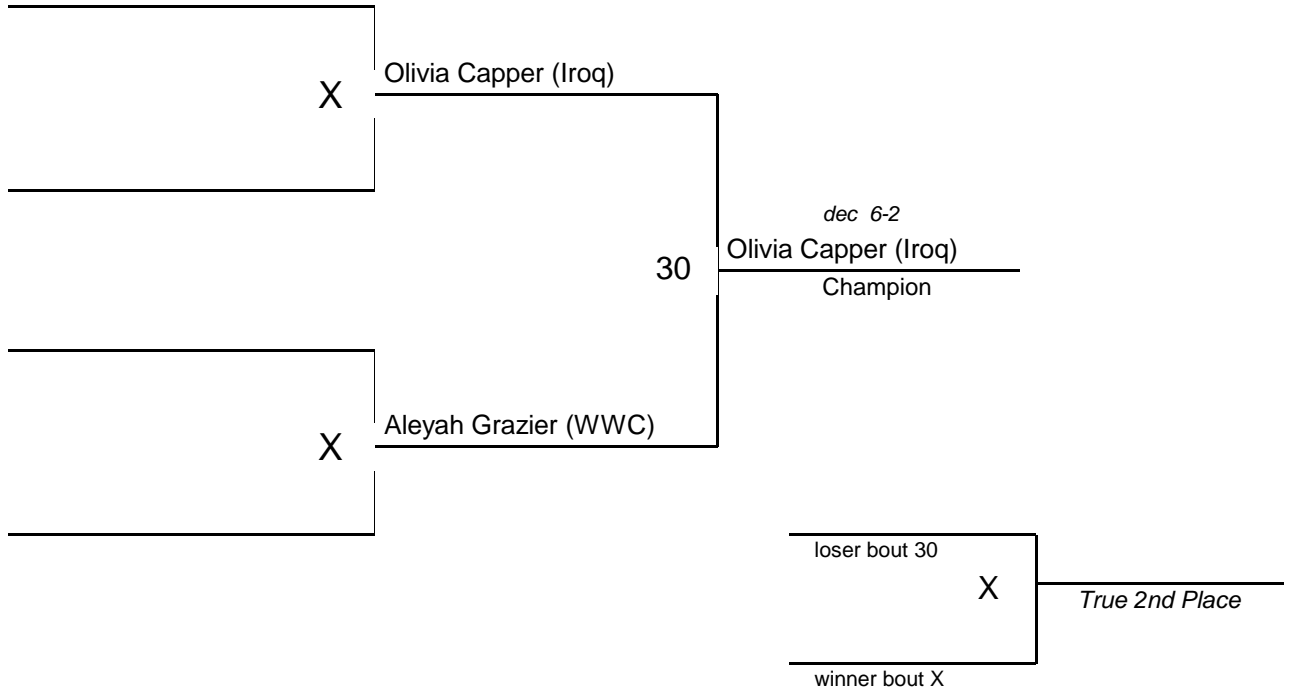 Olivia Capper (Iroq)
X
dec 6-2
Olivia Capper (Iroq)
30
Champion
Aleyah Grazier (WWC)
X
loser bout 30
X
True 2nd Place
winner bout X